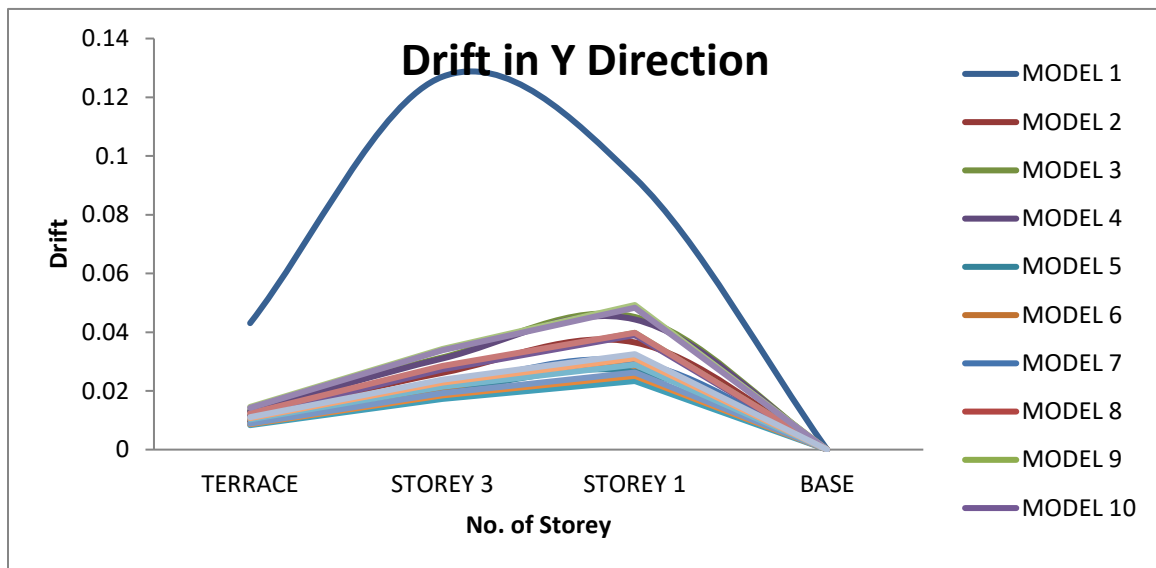 Drift in Y Direction
0.14
0.12
0.1
0.08
0.06
0.04
0.02
0
Drift
TERRACE
STOREY 3
STOREY 1
BASE
No. of Storey
MODEL 1
MODEL 2
MODEL 3
MODEL 4
MODEL 5
MODEL 6
MODEL 7
MODEL 8
MODEL 9
MODEL 10